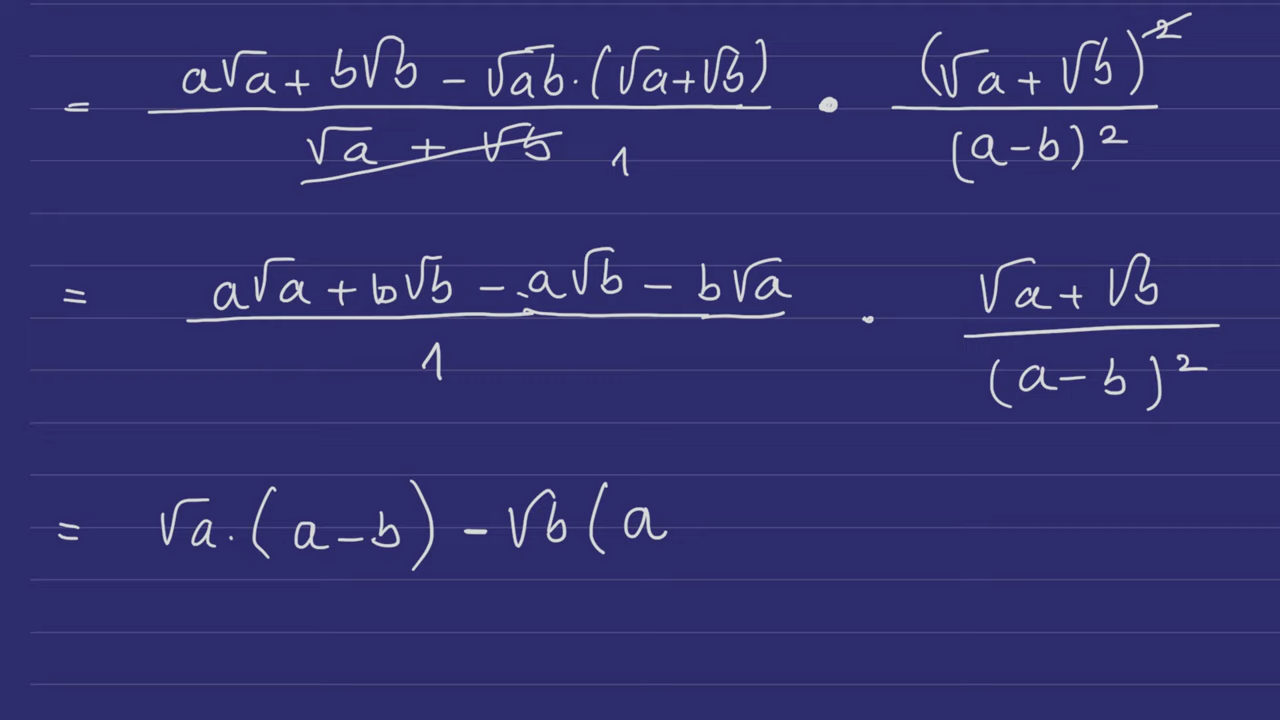 = (a√a + b√b − √ab · (√a + √b)) / (√a + √b) 1 · (√a + √b)² / (a − b)²
= (a√a + b√b − a√b − b√a) / 1 · (√a + √b) / (a − b)²
= √a · (a − b) − √b (a